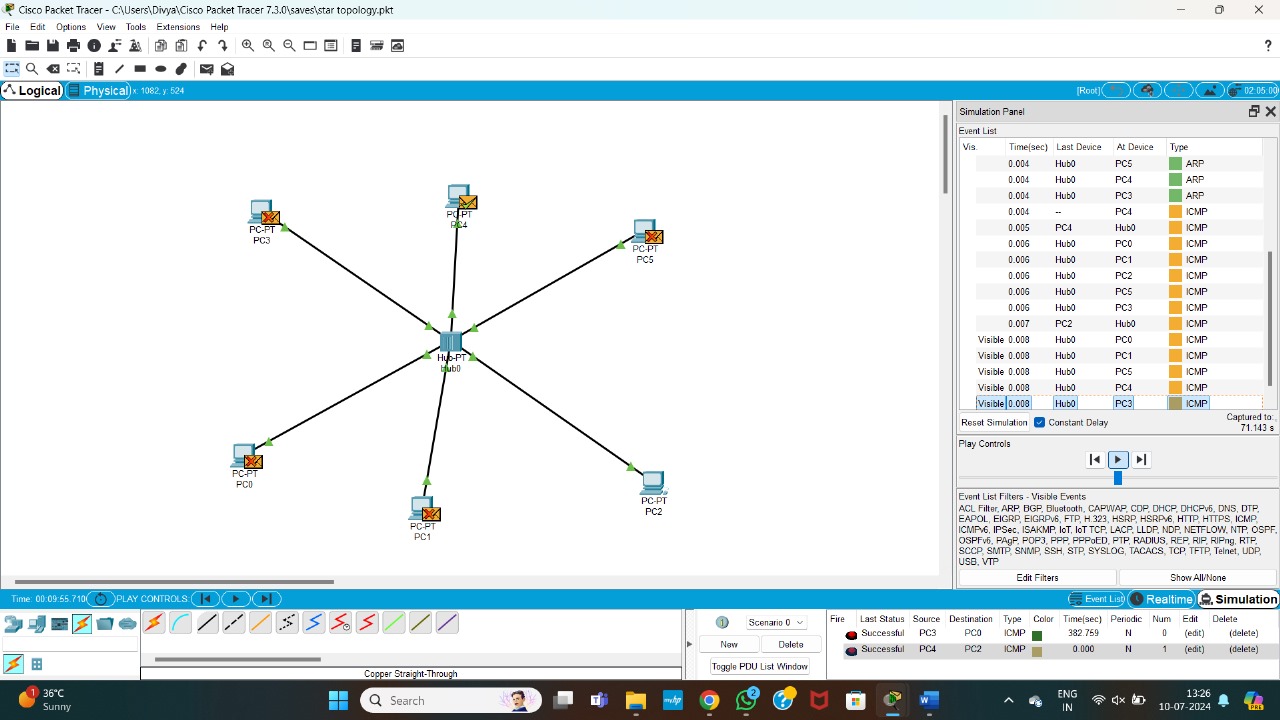 Cisco Packet Tracer - C:\Users\Divya\Cisco Packet Tracer 7.3.0\saves\star topology.pkt
File Edit Options View Tools Extensions Help
Logical Physical x: 1082, y: 524 [Root] 02:05:00
PC-PT
PC3
PC-PT
PC4
PC-PT
PC5
Hub-PT
Hub0
PC-PT
PC0
PC-PT
PC1
PC-PT
PC2
Simulation Panel
Event List
Vis. Time(sec) Last Device At Device Type
0.004 Hub0 PC5 ARP
0.004 Hub0 PC4 ARP
0.004 Hub0 PC3 ARP
0.004 -- PC4 ICMP
0.005 PC4 Hub0 ICMP
0.006 Hub0 PC0 ICMP
0.006 Hub0 PC1 ICMP
0.006 Hub0 PC2 ICMP
0.006 Hub0 PC5 ICMP
0.006 Hub0 PC3 ICMP
0.007 PC2 Hub0 ICMP
Visible 0.008 Hub0 PC0 ICMP
Visible 0.008 Hub0 PC1 ICMP
Visible 0.008 Hub0 PC5 ICMP
Visible 0.008 Hub0 PC4 ICMP
Visible 0.008 Hub0 PC3 ICMP
Reset Simulation Constant Delay Captured to:
71.143 s
Play Controls
Event List Filters - Visible Events
ACL Filter, ARP, BGP, Bluetooth, CAPWAP, CDP, DHCP, DHCPv6, DNS, DTP,
EAPOL, EIGRP, EIGRPv6, FTP, H.323, HSRP, HSRPv6, HTTP, HTTPS, ICMP,
ICMPv6, IPSec, ISAKMP, IoT, IoT TCP, LACP, LLDP, NDP, NETFLOW, NTP, OSPF,
OSPFv6, PAgP, POP3, PPP, PPPoED, PTP, RADIUS, REP, RIP, RIPng, RTP,
SCCP, SMTP, SNMP, SSH, STP, SYSLOG, TACACS, TCP, TFTP, Telnet, UDP,
USB, VTP
Edit Filters Show All/None
Time: 00:09:55.710 PLAY CONTROLS: Event List Realtime Simulation
Copper Straight-Through
Scenario 0
New Delete
Toggle PDU List Window
Fire Last Status Source Destination Type Color Time(sec) Periodic Num Edit Delete
Successful PC3 PC0 ICMP 382.759 N 0 (edit) (delete)
Successful PC4 PC2 ICMP 0.000 N 1 (edit) (delete)
1
36°C
Sunny
Search
2
ENG
IN
13:26
10-07-2024